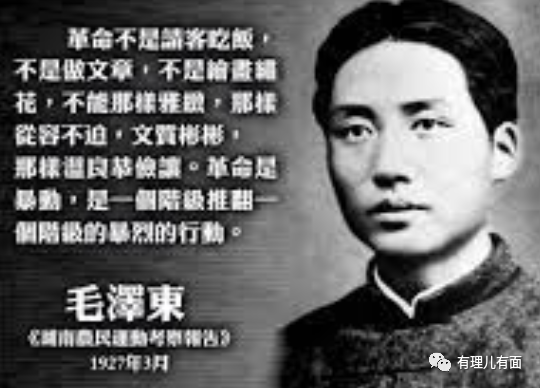 革命不是請客吃飯，
不是做文章，不是繪畫繡
花，不能那樣雅緻，那樣
從容不迫，文質彬彬，
那樣溫良恭儉讓。革命是
暴動，是一個階級推翻一
個階級的暴烈的行動。
毛澤東
《湖南農民運動考察報告》
1927年3月
有理儿有面